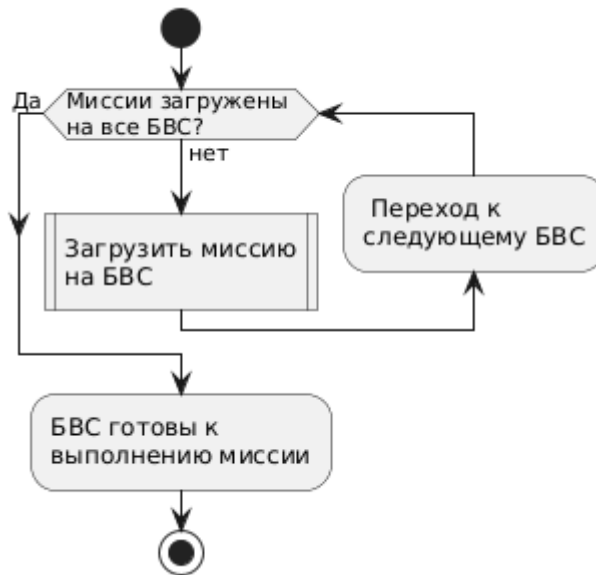 Да
Миссии загружены
на все БВС?
нет
Переход к
следующему БВС
Загрузить миссию
на БВС
БВС готовы к
выполнению миссии